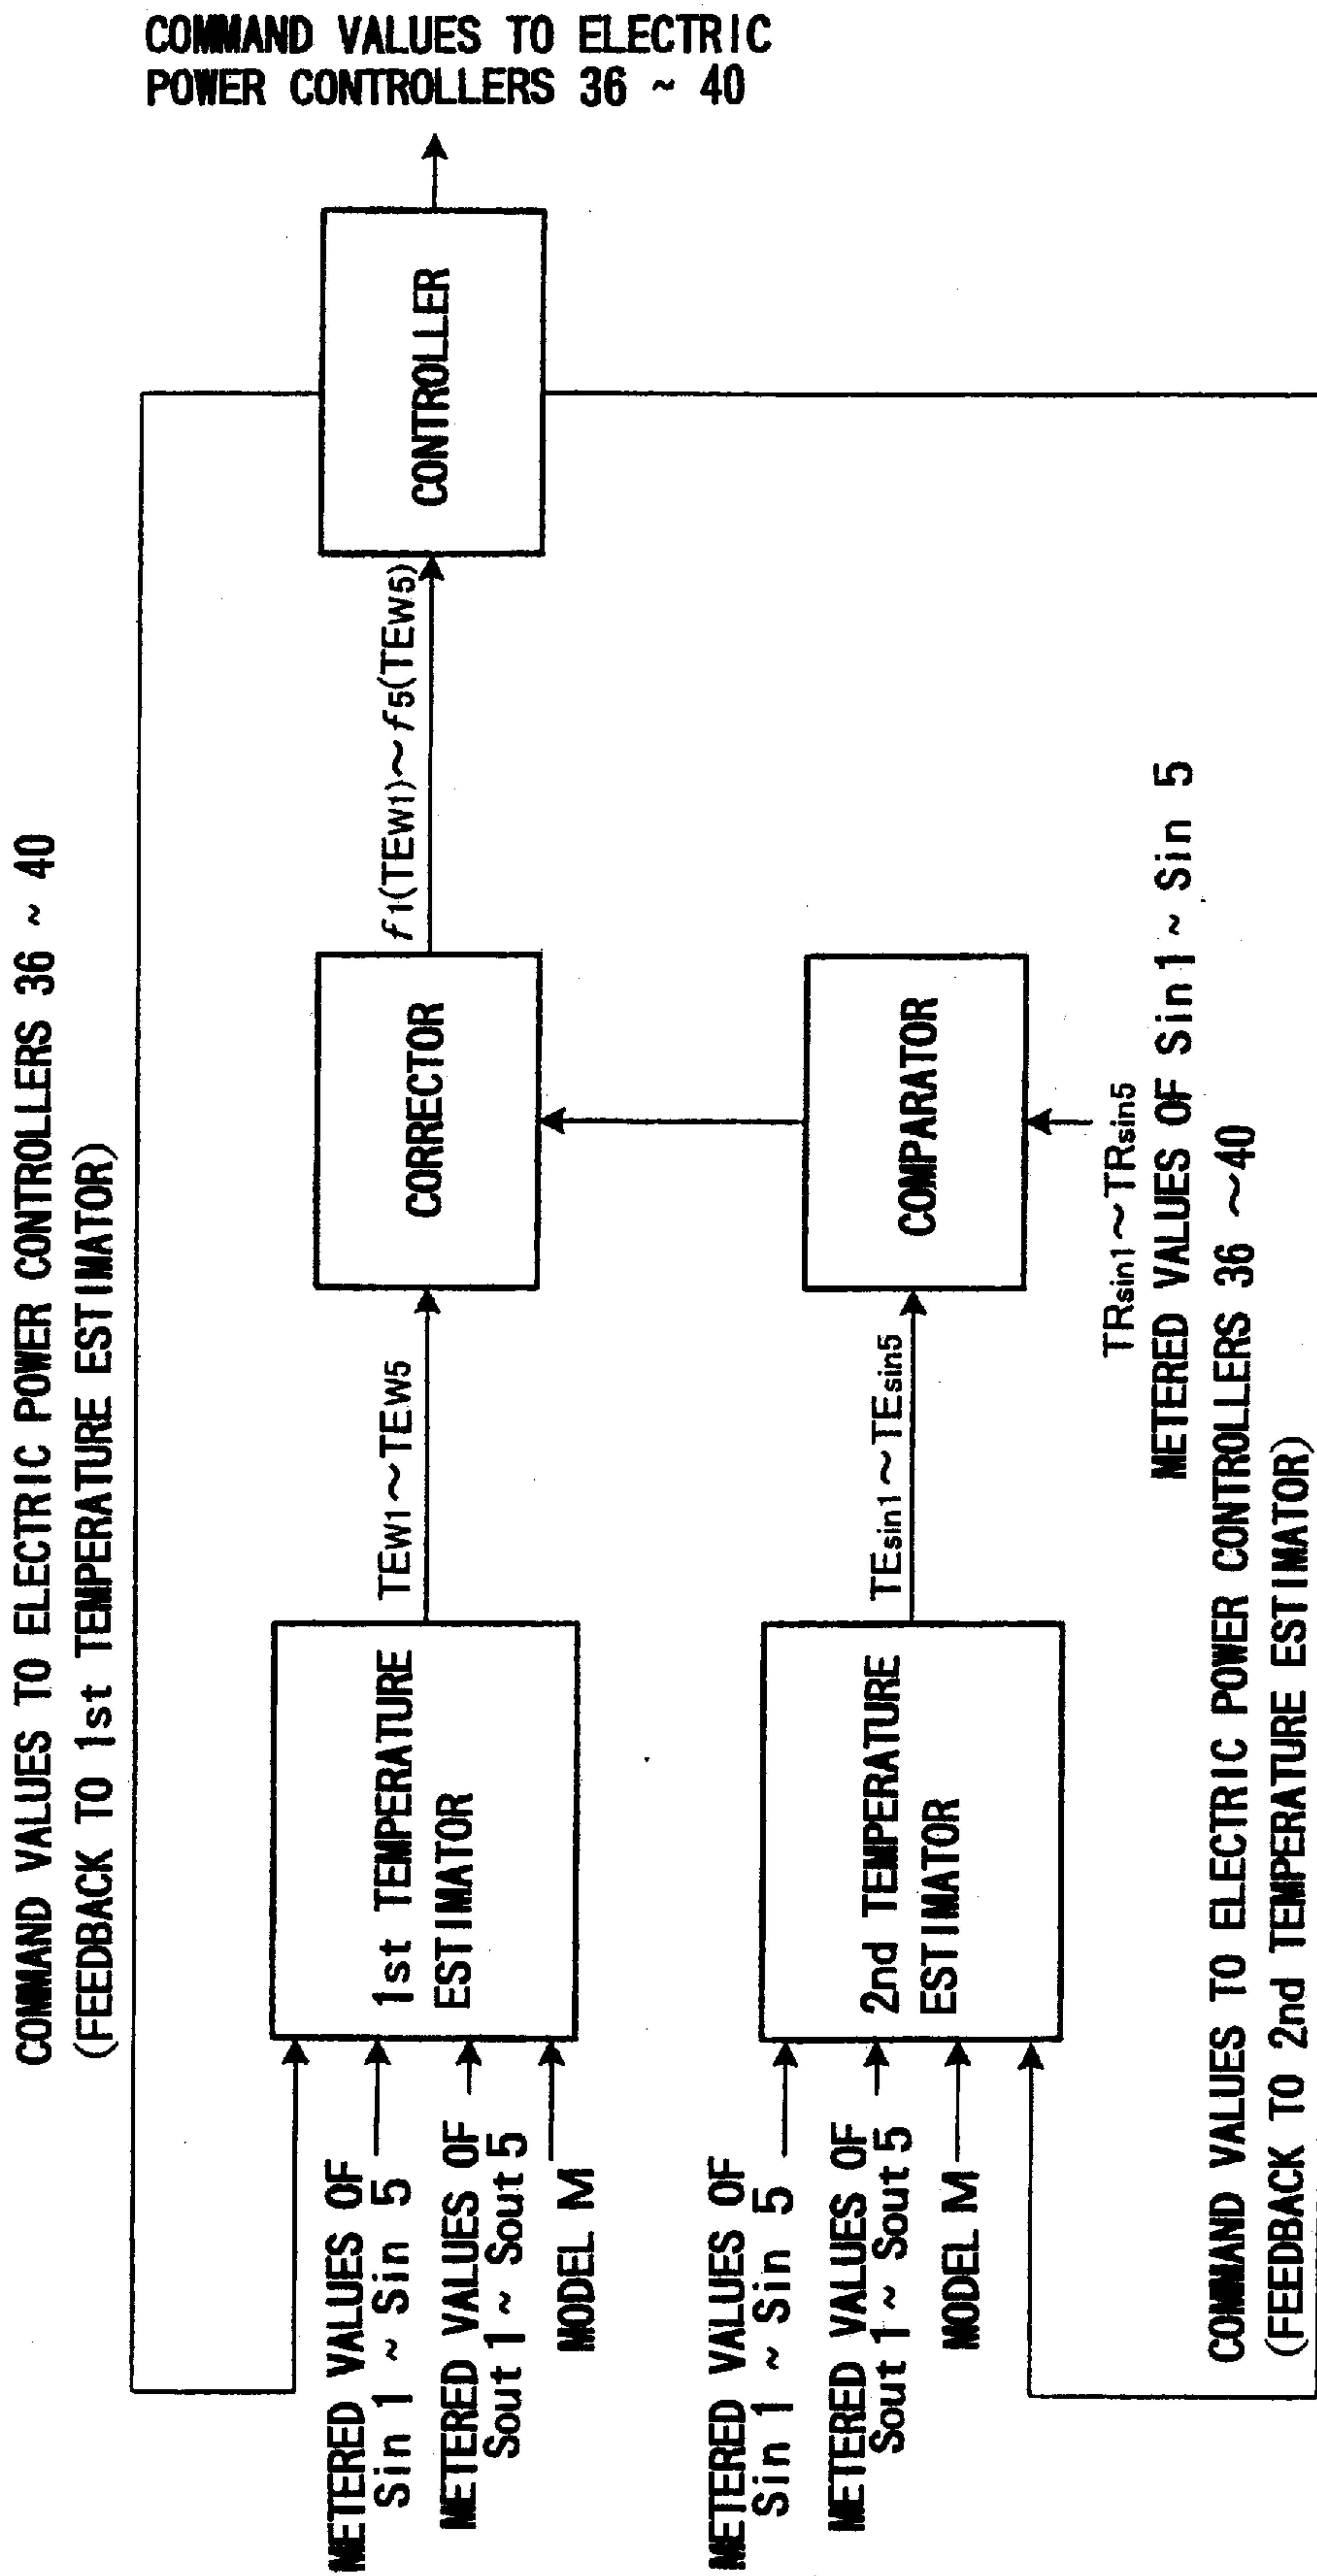 COMMAND VALUES TO ELECTRIC
POWER CONTROLLERS 36 ~ 40
COMMAND VALUES TO ELECTRIC POWER CONTROLLERS 36 ~ 40
(FEEDBACK TO 1st TEMPERATURE ESTIMATOR)
METERED VALUES OF
Sin 1 ~ Sin 5
METERED VALUES OF
Sout 1 ~ Sout 5
MODEL M
1st TEMPERATURE
ESTIMATOR
TEW1~TEW5
CORRECTOR
f1(TEW1)~f5(TEW5)
CONTROLLER
METERED VALUES OF
Sin 1 ~ Sin 5
METERED VALUES OF
Sout 1 ~ Sout 5
MODEL M
2nd TEMPERATURE
ESTIMATOR
TEsin1~TEsin5
COMPARATOR
TRsin1~TRsin5
METERED VALUES OF Sin1~ Sin 5
COMMAND VALUES TO ELECTRIC POWER CONTROLLERS 36 ~40
(FEEDBACK TO 2nd TEMPERATURE ESTIMATOR)